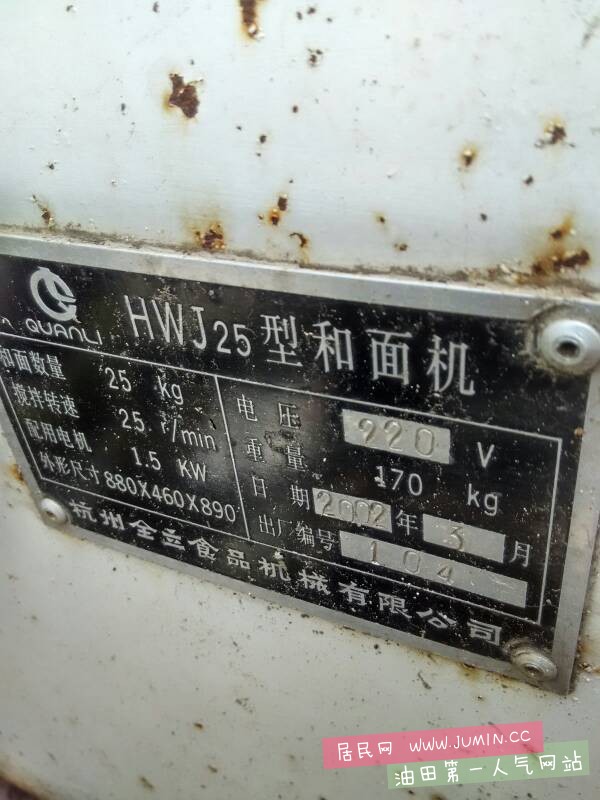 QUANLI
HWJ25型和面机
和面数量 25 kg
搅拌转速 25 r/min
配用电机 1.5 KW
外形尺寸 880X460X890
电压 220 V
重量 170 kg
日期 2002 年 3 月
出厂编号 104
杭州全立食品机械有限公司
居民网 WWW.JUMIN.CC
油田第一人气网站